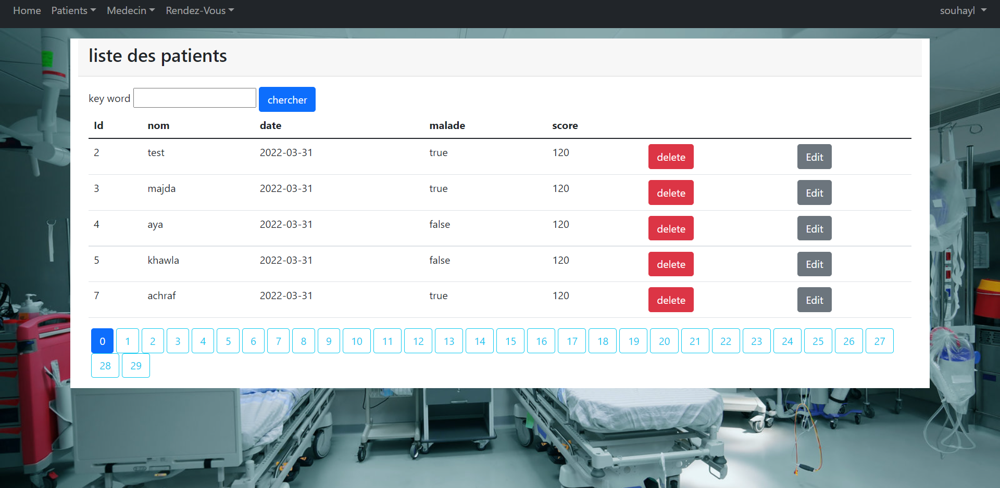 Home Patients Medecin Rendez-Vous souhayl
liste des patients
key word chercher
Id nom date malade score
2 test 2022-03-31 true 120 delete Edit
3 majda 2022-03-31 true 120 delete Edit
4 aya 2022-03-31 false 120 delete Edit
5 khawla 2022-03-31 false 120 delete Edit
7 achraf 2022-03-31 true 120 delete Edit
0 1 2 3 4 5 6 7 8 9 10 11 12 13 14 15 16 17 18 19 20 21 22 23 24 25 26 27
28 29